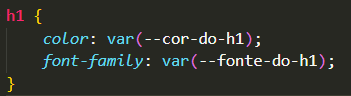 h1 {
    color: var(--cor-do-h1);
    font-family: var(--fonte-do-h1);
}